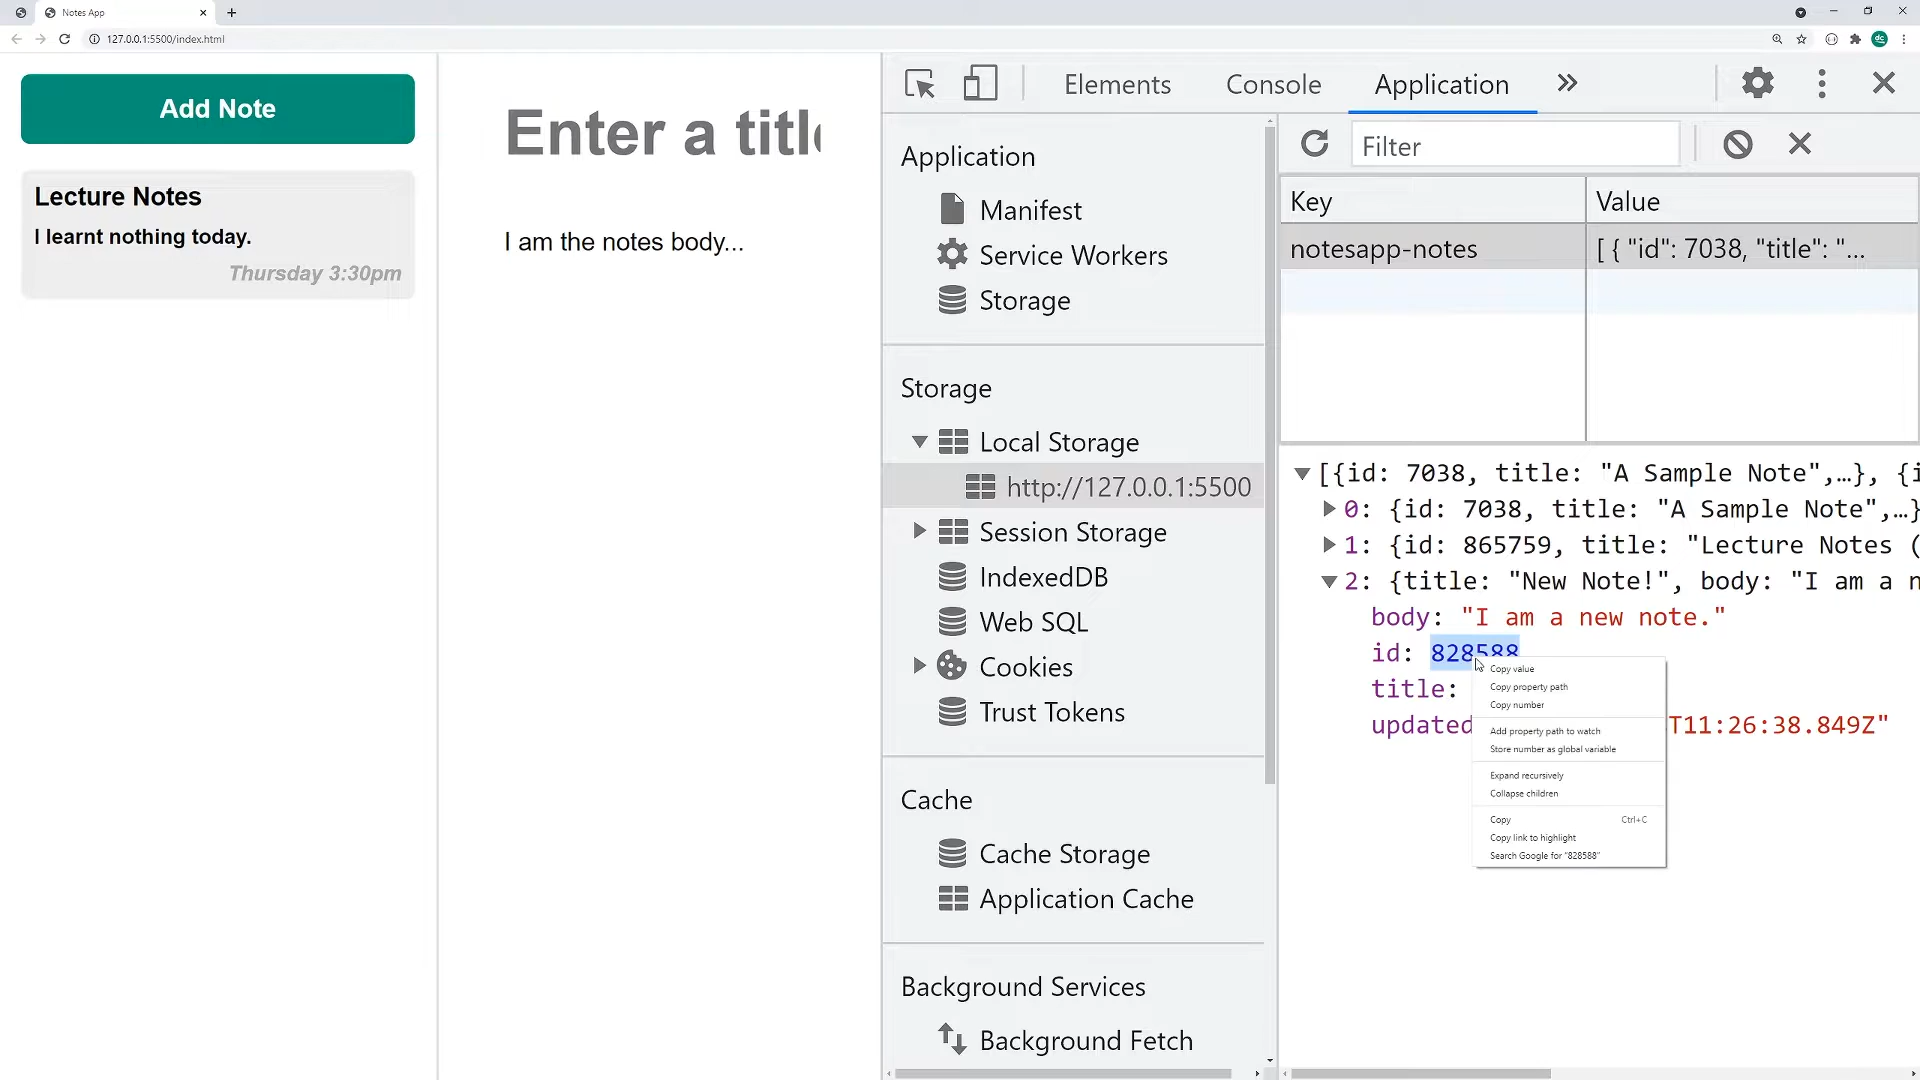 Notes App
127.0.0.1:5500/index.html
Add Note
Lecture Notes
I learnt nothing today.
Thursday 3:30pm
Enter a titl
I am the notes body...
Elements
Console
Application
Application
Manifest
Service Workers
Storage
Storage
Local Storage
http://127.0.0.1:5500
Session Storage
IndexedDB
Web SQL
Cookies
Trust Tokens
Cache
Cache Storage
Application Cache
Background Services
Background Fetch
Filter
Key
Value
notesapp-notes
[ { "id": 7038, "title": "...
[{id: 7038, title: "A Sample Note",…}, {i
0: {id: 7038, title: "A Sample Note",…}
1: {id: 865759, title: "Lecture Notes (
2: {title: "New Note!", body: "I am a n
body: "I am a new note."
id: 828588
title:
updated T11:26:38.849Z"
Copy value
Copy property path
Copy number
Add property path to watch
Store number as global variable
Expand recursively
Collapse children
Copy Ctrl+C
Copy link to highlight
Search Google for "828588"